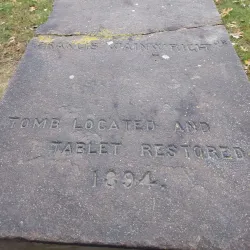 TOMB LOCATED AND
TABLET RESTORED
1894.